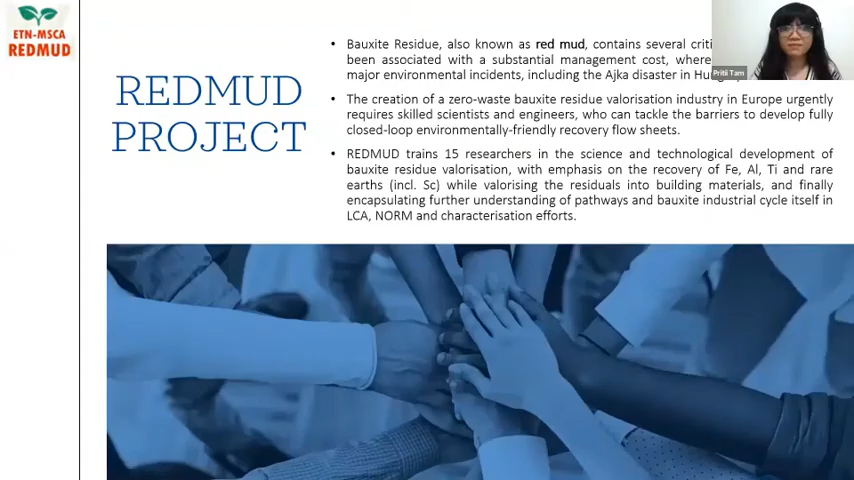 ETN-MSCA
REDMUD
REDMUD
PROJECT
• Bauxite Residue, also known as red mud, contains several criti
been associated with a substantial management cost, where
major environmental incidents, including the Ajka disaster in Hung
• The creation of a zero-waste bauxite residue valorisation industry in Europe urgently
requires skilled scientists and engineers, who can tackle the barriers to develop fully
closed-loop environmentally-friendly recovery flow sheets.
• REDMUD trains 15 researchers in the science and technological development of
bauxite residue valorisation, with emphasis on the recovery of Fe, Al, Ti and rare
earths (incl. Sc) while valorising the residuals into building materials, and finally
encapsulating further understanding of pathways and bauxite industrial cycle itself in
LCA, NORM and characterisation efforts.
Pritii Tam